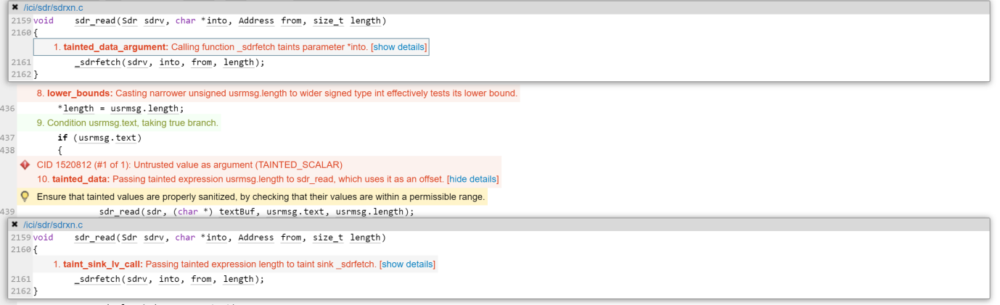 ✖ /ici/sdr/sdrxn.c
2159 void sdr_read(Sdr sdrv, char *into, Address from, size_t length)
2160 {
1. tainted_data_argument: Calling function _sdrfetch taints parameter *into. [show details]
2161 _sdrfetch(sdrv, into, from, length);
2162 }
8. lower_bounds: Casting narrower unsigned usrmsg.length to wider signed type int effectively tests its lower bound.
436 *length = usrmsg.length;
9. Condition usrmsg.text, taking true branch.
437 if (usrmsg.text)
438 {
CID 1520812 (#1 of 1): Untrusted value as argument (TAINTED_SCALAR)
10. tainted_data: Passing tainted expression usrmsg.length to sdr_read, which uses it as an offset. [hide details]
Ensure that tainted values are properly sanitized, by checking that their values are within a permissible range.
439 sdr_read(sdr, (char *) textBuf, usrmsg.text, usrmsg.length);
✖ /ici/sdr/sdrxn.c
2159 void sdr_read(Sdr sdrv, char *into, Address from, size_t length)
2160 {
1. taint_sink_lv_call: Passing tainted expression length to taint sink _sdrfetch. [show details]
2161 _sdrfetch(sdrv, into, from, length);
2162 }